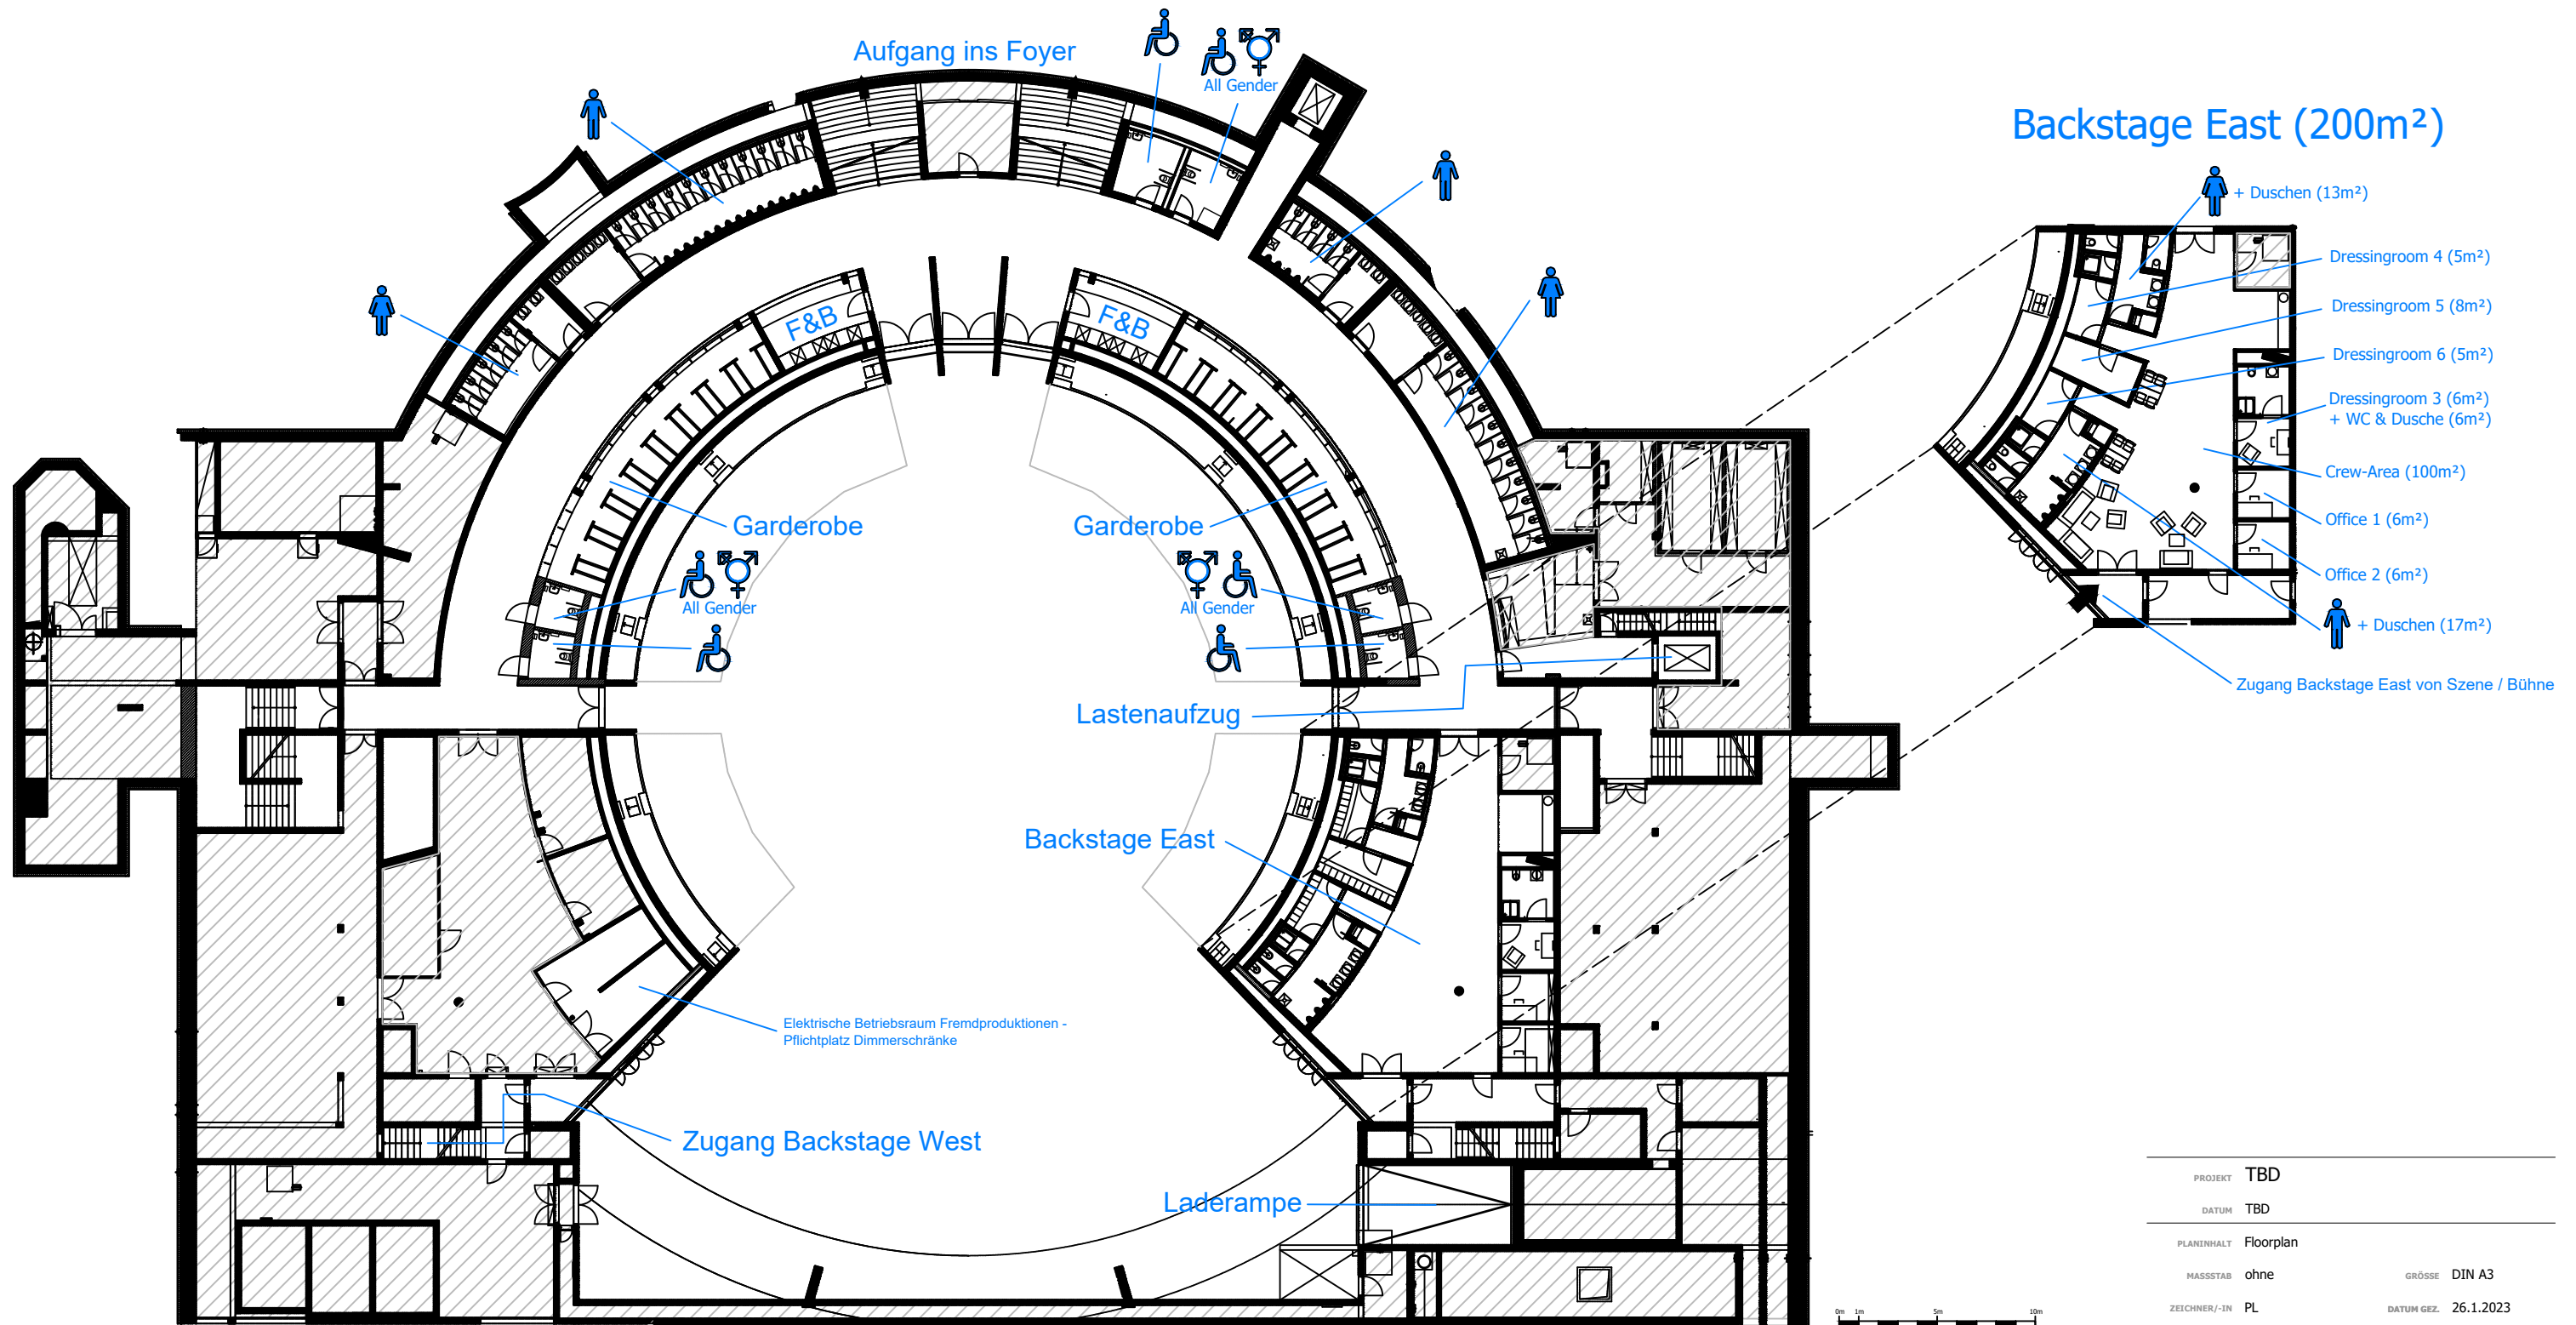 Aufgang ins Foyer
All Gender
Backstage East (200m²)
+ Duschen (13m²)
Dressingroom 4 (5m²)
Dressingroom 5 (8m²)
Dressingroom 6 (5m²)
Dressingroom 3 (6m²)
+ WC & Dusche (6m²)
Crew-Area (100m²)
Office 1 (6m²)
Office 2 (6m²)
+ Duschen (17m²)
Zugang Backstage East von Szene / Bühne
F&B
F&B
Garderobe
Garderobe
All Gender
All Gender
Lastenaufzug
Backstage East
Elektrische Betriebsraum Fremdproduktionen -
Pflichtplatz Dimmerschränke
Zugang Backstage West
Laderampe
PROJEKT TBD
DATUM TBD
PLANINHALT Floorplan
MASSSTAB ohne GRÖSSE DIN A3
ZEICHNER/-IN PL DATUM GEZ. 26.1.2023
0m 1m 5m 10m